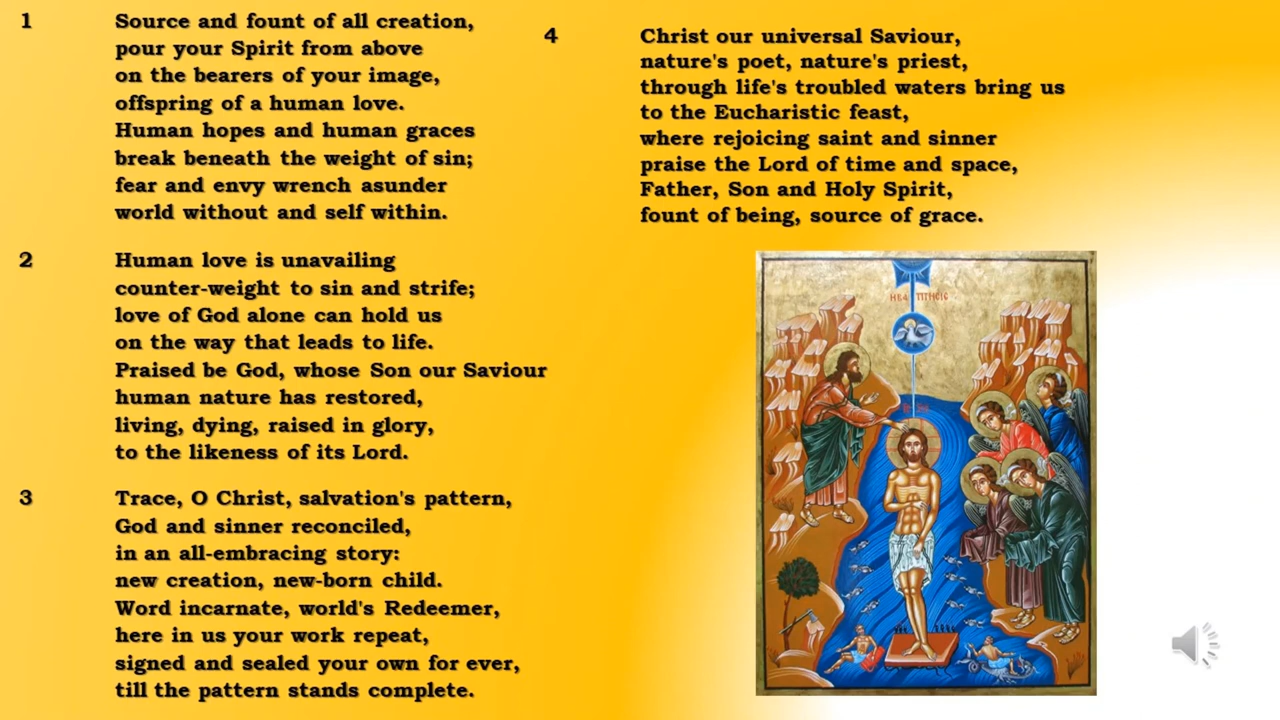 1
Source and fount of all creation,
pour your Spirit from above
on the bearers of your image,
offspring of a human love.
Human hopes and human graces
break beneath the weight of sin;
fear and envy wrench asunder
world without and self within.
2
Human love is unavailing
counter-weight to sin and strife;
love of God alone can hold us
on the way that leads to life.
Praised be God, whose Son our Saviour
human nature has restored,
living, dying, raised in glory,
to the likeness of its Lord.
3
Trace, O Christ, salvation's pattern,
God and sinner reconciled,
in an all-embracing story:
new creation, new-born child.
Word incarnate, world's Redeemer,
here in us your work repeat,
signed and sealed your own for ever,
till the pattern stands complete.
4
Christ our universal Saviour,
nature's poet, nature's priest,
through life's troubled waters bring us
to the Eucharistic feast,
where rejoicing saint and sinner
praise the Lord of time and space,
Father, Son and Holy Spirit,
fount of being, source of grace.